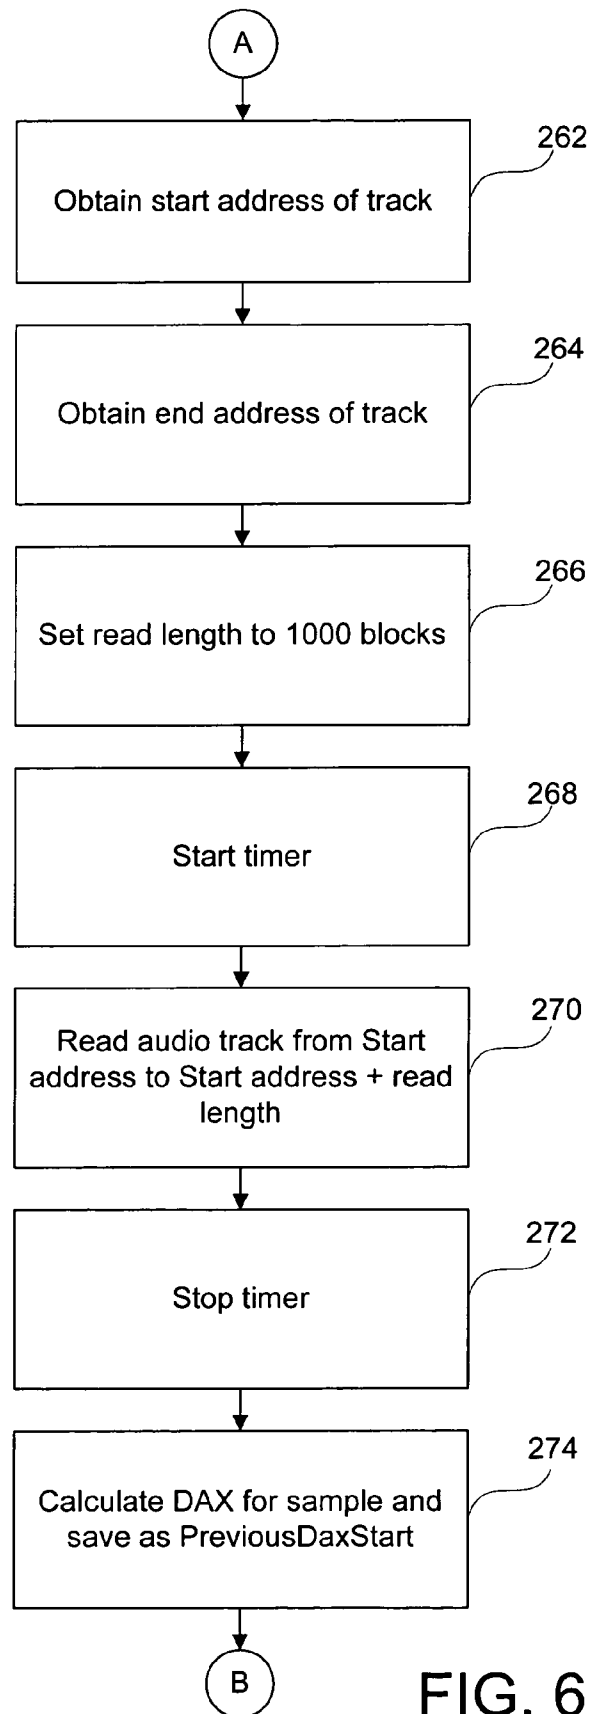 A
262
Obtain start address of track
264
Obtain end address of track
266
Set read length to 1000 blocks
268
Start timer
270
Read audio track from Start
address to Start address + read
length
272
Stop timer
274
Calculate DAX for sample and
save as PreviousDaxStart
B
FIG. 6